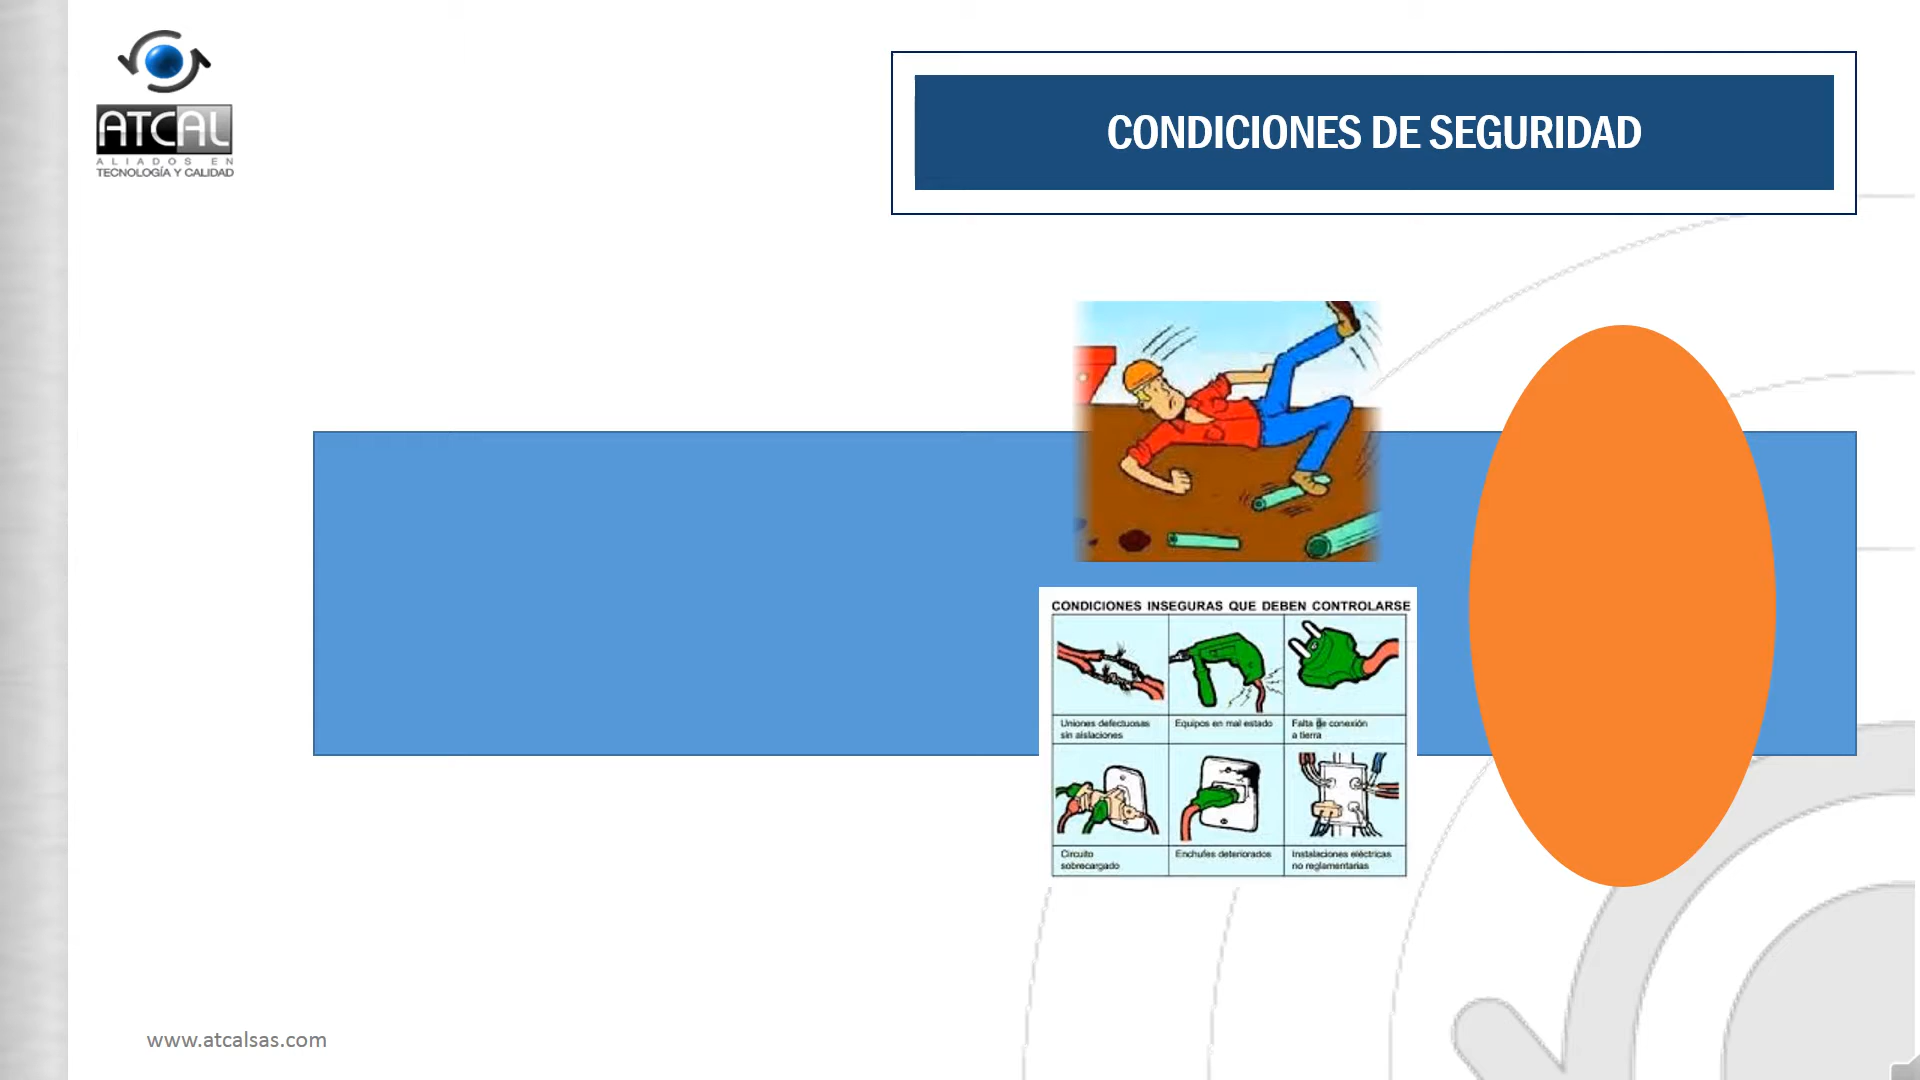 ATCAL
ALIADOS EN
TECNOLOGÍA Y CALIDAD
CONDICIONES DE SEGURIDAD
CONDICIONES INSEGURAS QUE DEBEN CONTROLARSE
Uniones defectuosas
sin aislaciones
Equipos en mal estado
Falta de conexión
a tierra
Circuito
sobrecargado
Enchufes deteriorados
Instalaciones eléctricas
no reglamentarias
www.atcalsas.com